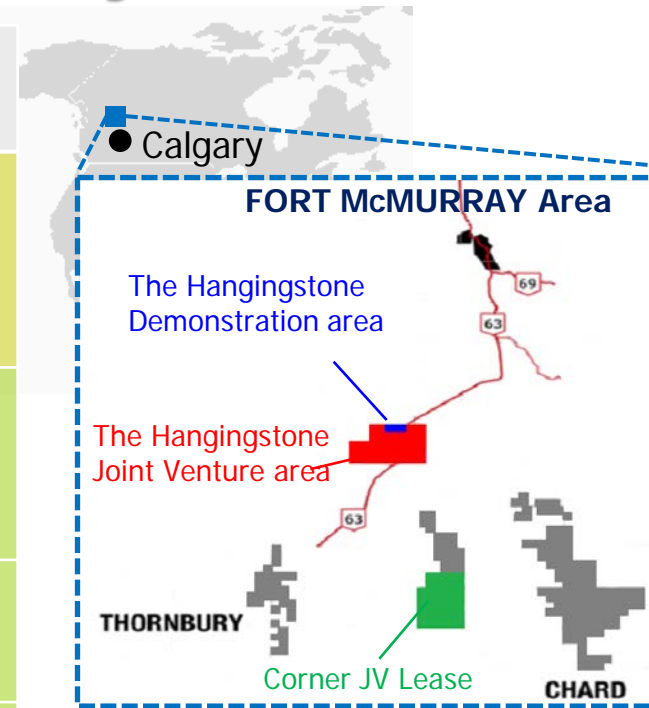 Calgary
FORT McMURRAY Area
69
The Hangingstone
Demonstration area
63
The Hangingstone
Joint Venture area
63
THORNBURY
Corner JV Lease
CHARD